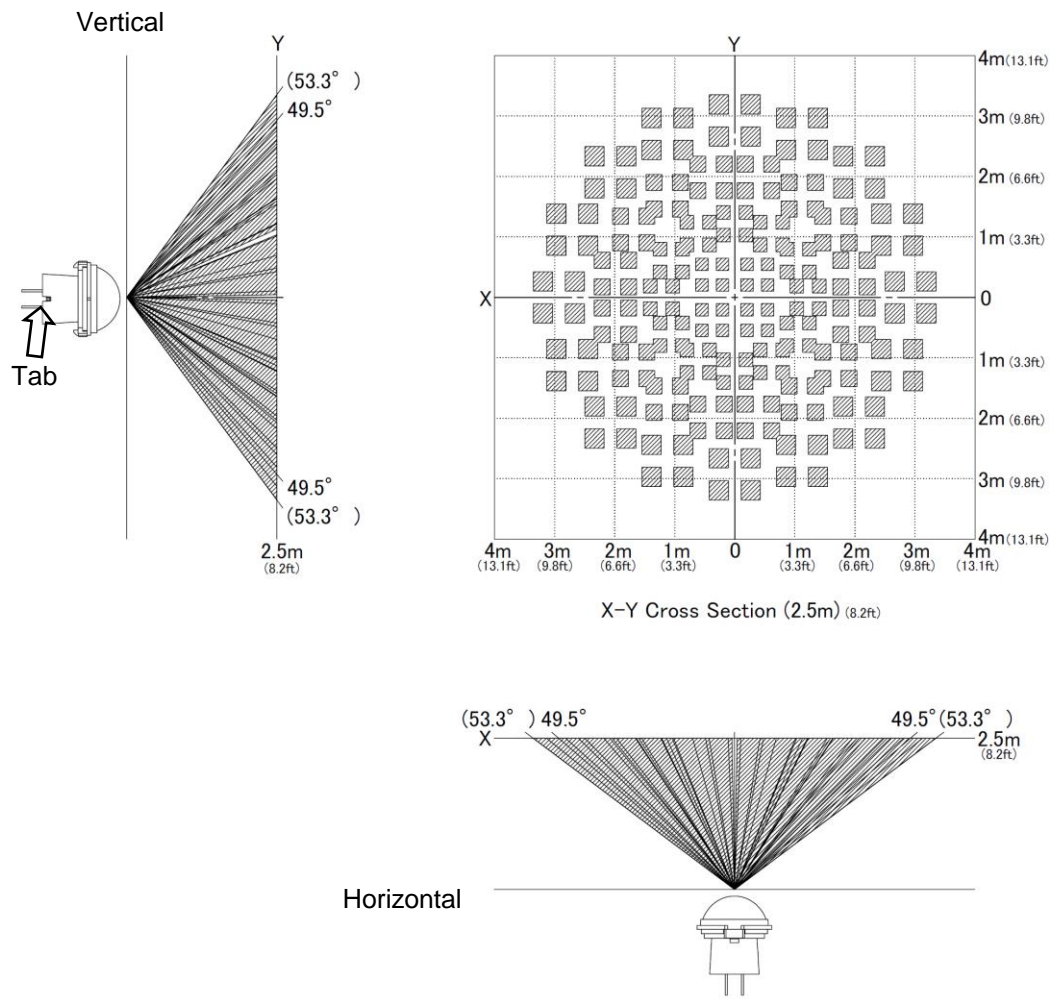 Vertical
Y
(53.3° )
49.5°
49.5°
(53.3° )
2.5m
(8.2ft)
Tab
Y
4m(13.1ft)
3m (9.8ft)
2m (6.6ft)
1m (3.3ft)
X
0
1m (3.3ft)
2m (6.6ft)
3m (9.8ft)
4m(13.1ft)
4m 3m 2m 1m 0 1m 2m 3m 4m
(13.1ft) (9.8ft) (6.6ft) (3.3ft) (3.3ft) (6.6ft) (9.8ft) (13.1ft)
X-Y Cross Section (2.5m) (8.2ft)
(53.3° ) 49.5° 49.5° (53.3° )
X 2.5m
(8.2ft)
Horizontal